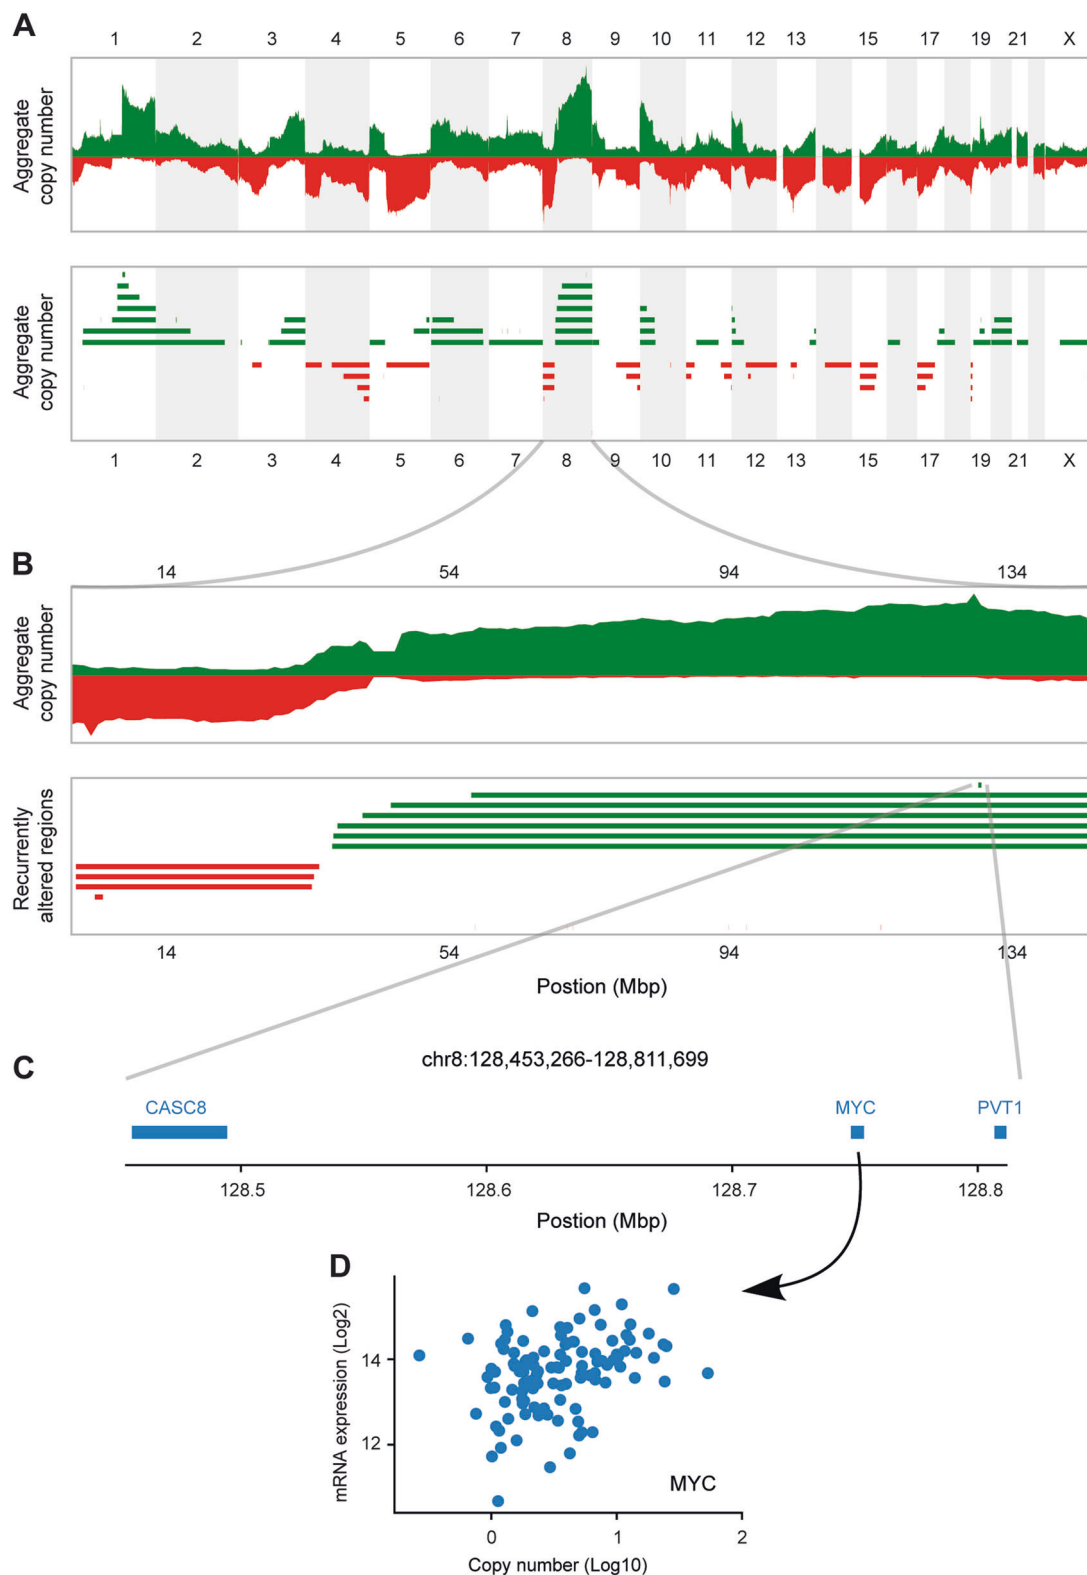 A
1 2 3 4 5 6 7 8 9 10 11 12 13 15 17 19 21 X
Aggregate
copy number
Aggregate
copy number
1 2 3 4 5 6 7 8 9 10 11 12 13 15 17 19 21 X
B
14 54 94 134
Aggregate
copy number
Recurrently
altered regions
14 54 94 134
Postion (Mbp)
chr8:128,453,266-128,811,699
C
CASC8 MYC PVT1
128.5 128.6 128.7 128.8
Postion (Mbp)
D
mRNA expression (Log2)
14
12
MYC
0 1 2
Copy number (Log10)